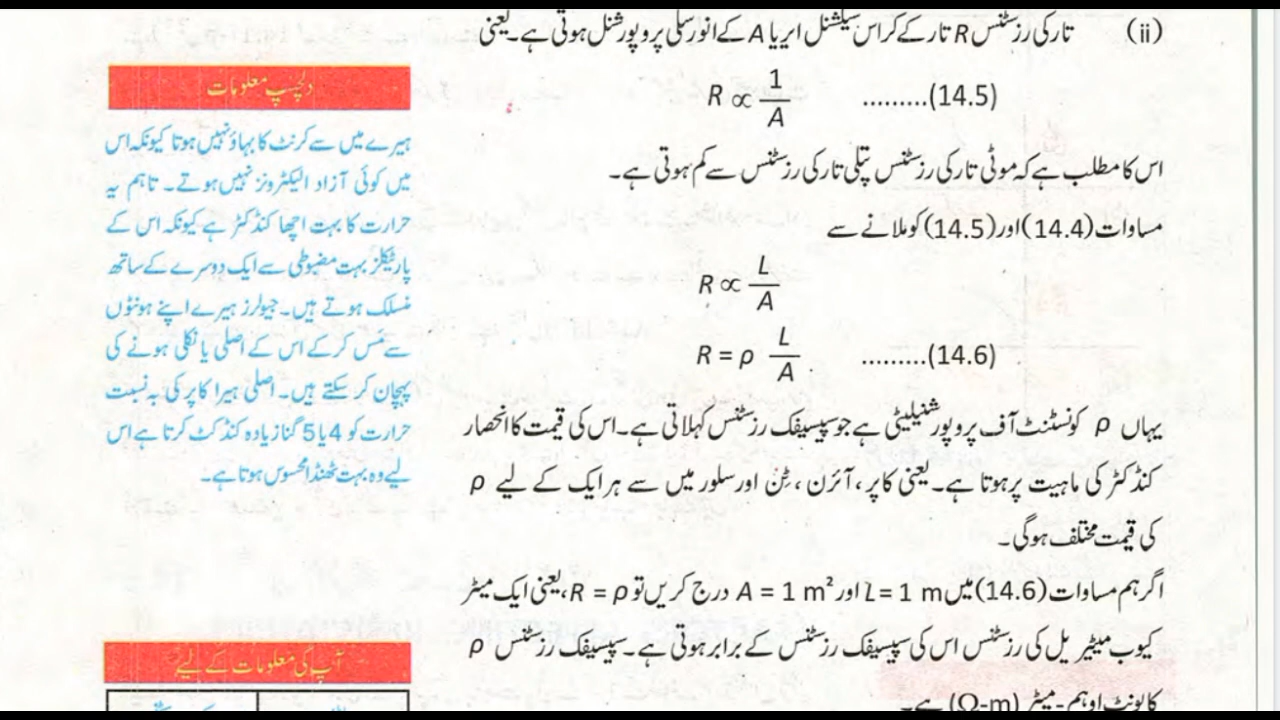 (ii) تار کی رزسٹنس R تار کے کراس سیکشنل ایریا A کے انورسلی پروپورشنل ہوتی ہے۔ یعنی
R ∝ 1/A .........(14.5)
اس کا مطلب ہے کہ موٹی تار کی رزسٹنس پتلی تار کی رزسٹنس سے کم ہوتی ہے۔
مساوات (14.4) اور (14.5) کو ملانے سے
R ∝ L/A
R = ρ L/A .........(14.6)
یہاں ρ کونسٹنٹ آف پروپورشنیلیٹی ہے جو سپیسیفک رزسٹنس کہلاتی ہے۔ اس کی قیمت کا انحصار
کنڈکٹر کی ماہیت پر ہوتا ہے۔ یعنی کاپر، آئرن، ٹِن اور سلور میں سے ہر ایک کے لیے ρ
کی قیمت مختلف ہوگی۔
اگر ہم مساوات (14.6) میں L = 1 m اور A = 1 m² درج کریں تو R = ρ، یعنی ایک میٹر
کیوب میٹیریل کی رزسٹنس اس کی سپیسیفک رزسٹنس کے برابر ہوتی ہے۔ سپیسیفک رزسٹنس ρ
کا یونٹ اوہم-میٹر (Ω-m) ہے۔
دلچسپ معلومات
ہیرے میں سے کرنٹ کا بہاؤ نہیں ہوتا کیونکہ اس
میں کوئی آزاد الیکٹرونز نہیں ہوتے۔ تاہم یہ
حرارت کا بہت اچھا کنڈکٹر ہے کیونکہ اس کے
پارٹیکلز بہت مضبوطی سے ایک دوسرے کے ساتھ
منسلک ہوتے ہیں۔ جیولرز ہیرے اپنے ہونٹوں
سے مَس کر کے اس کے اصلی یا نقلی ہونے کی
پہچان کر سکتے ہیں۔ اصلی ہیرا کاپر کی بہ نسبت
حرارت کو 4 یا 5 گنا زیادہ کنڈکٹ کرتا ہے اس
لیے وہ بہت ٹھنڈا محسوس ہوتا ہے۔
آپ کی معلومات کے لیے